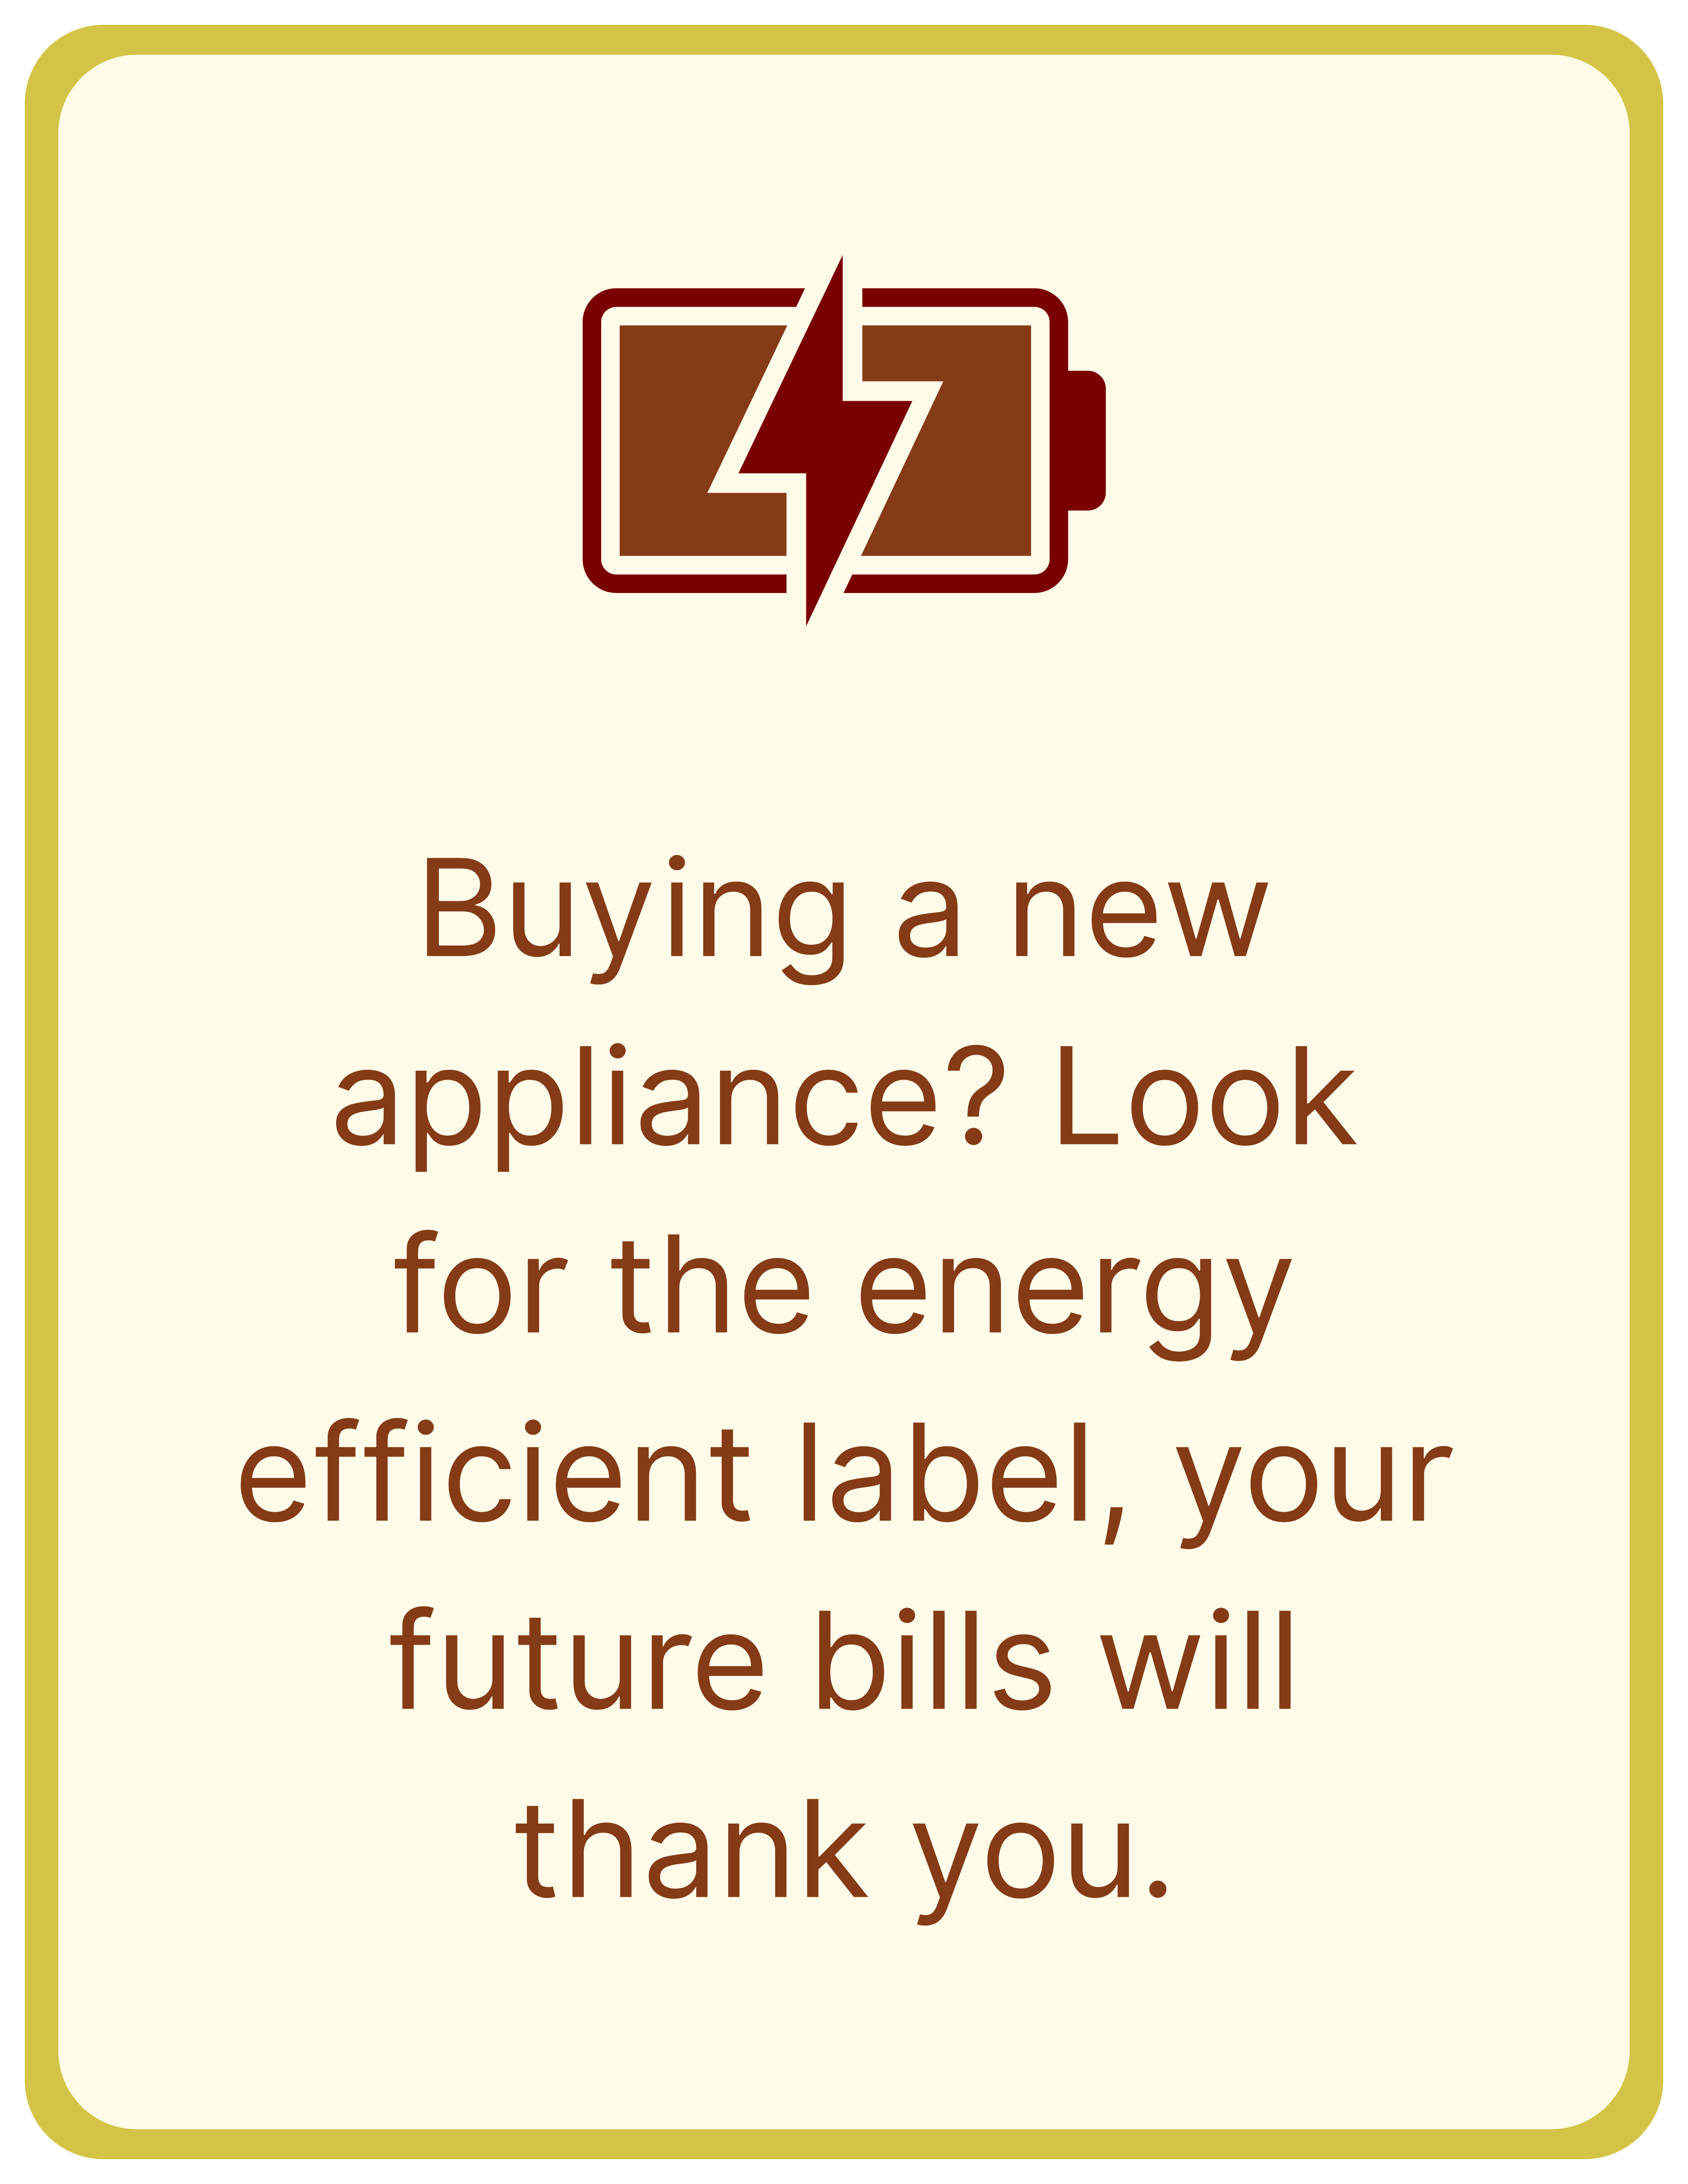 Buying a new
appliance? Look
for the energy
efficient label, your
future bills will
thank you.